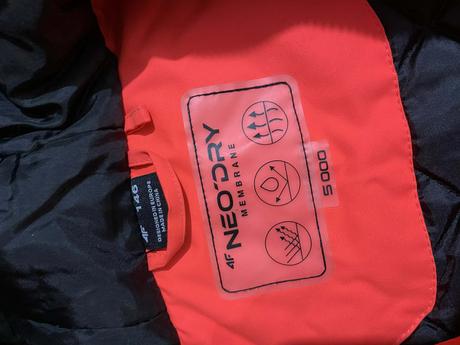 4F NEO'DRY
MEMBRANE
5 000
4F 146
DESIGNED IN EUROPE
MADE IN CHINA